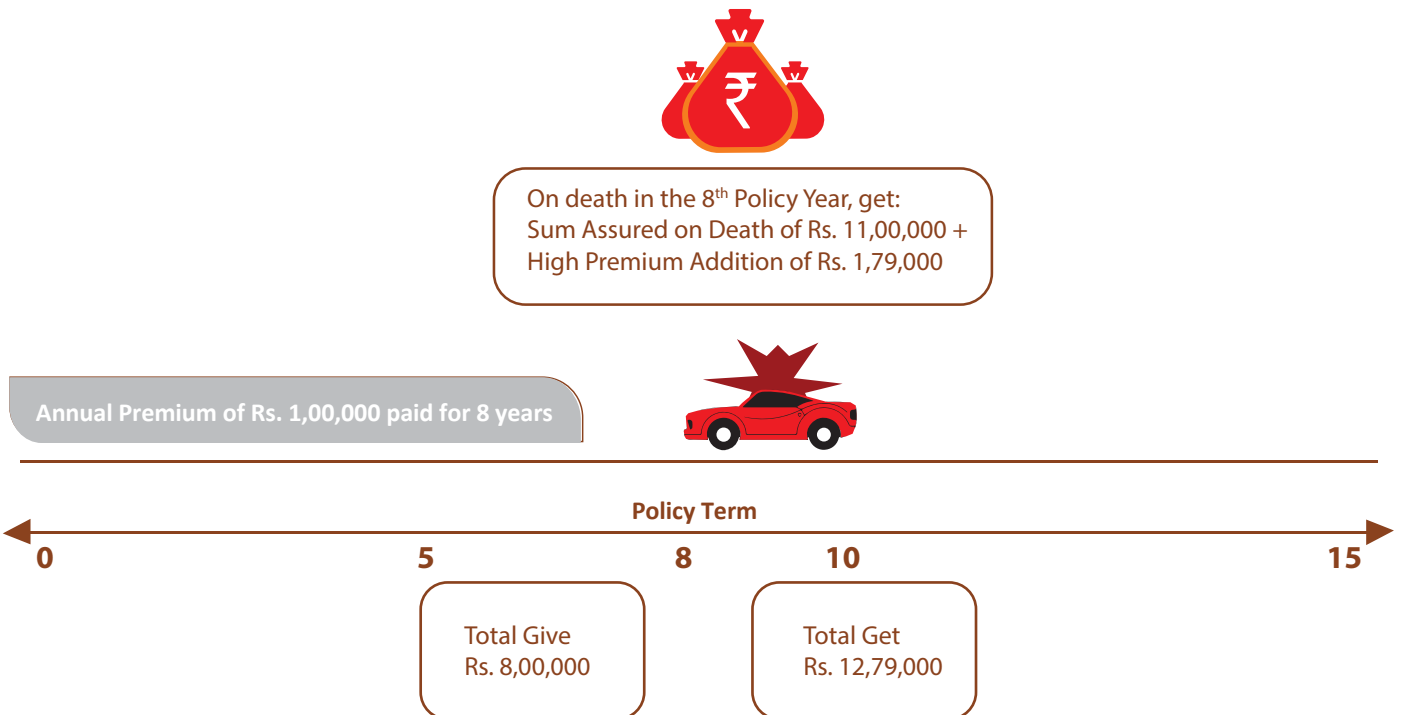 ₹
On death in the 8th Policy Year, get:
Sum Assured on Death of Rs. 11,00,000 +
High Premium Addition of Rs. 1,79,000
Annual Premium of Rs. 1,00,000 paid for 8 years
Policy Term
0 5 8 10 15
Total Give
Rs. 8,00,000
Total Get
Rs. 12,79,000